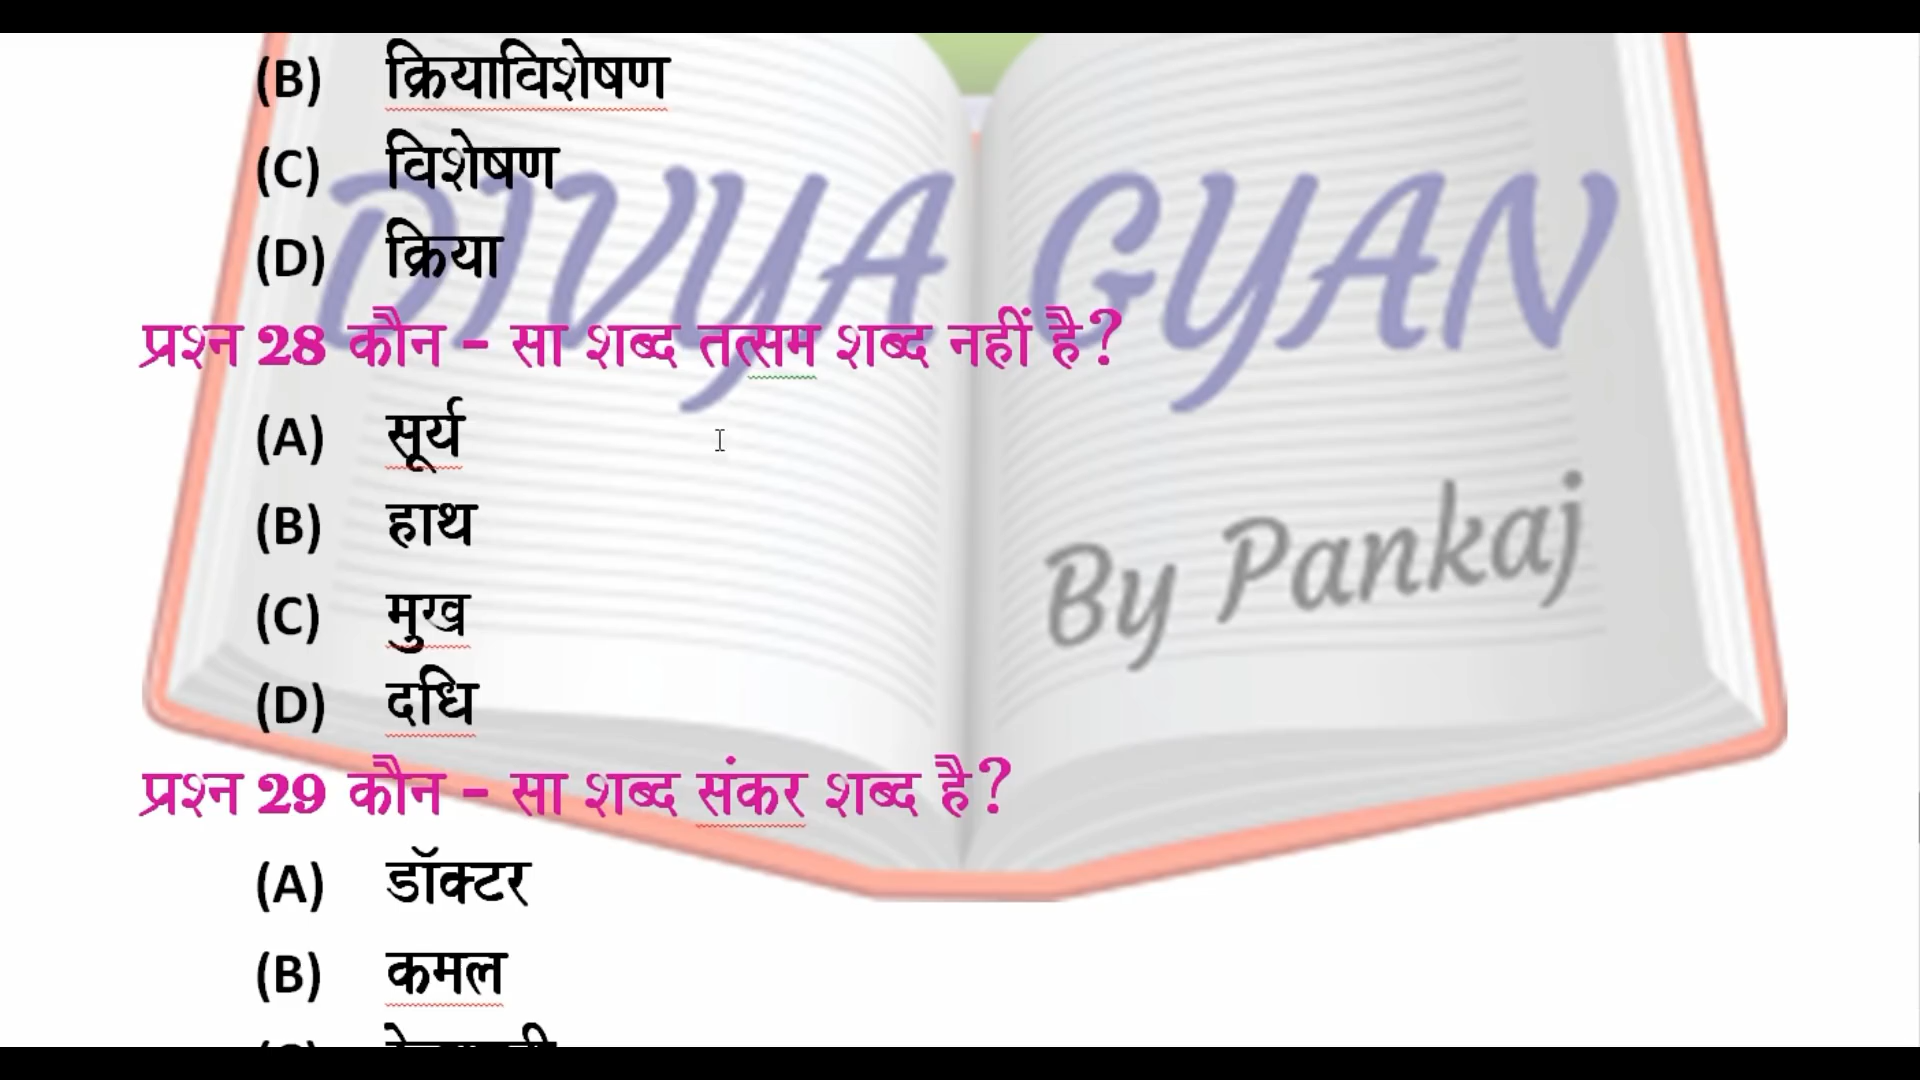 (B) क्रियाविशेषण
(C) विशेषण
(D) क्रिया
DIVYA GYAN
प्रश्न 28 कौन - सा शब्द तत्सम शब्द नहीं है?
(A) सूर्य
(B) हाथ
By Pankaj
(C) मुख
(D) दधि
प्रश्न 29 कौन - सा शब्द संकर शब्द है?
(A) डॉक्टर
(B) कमल